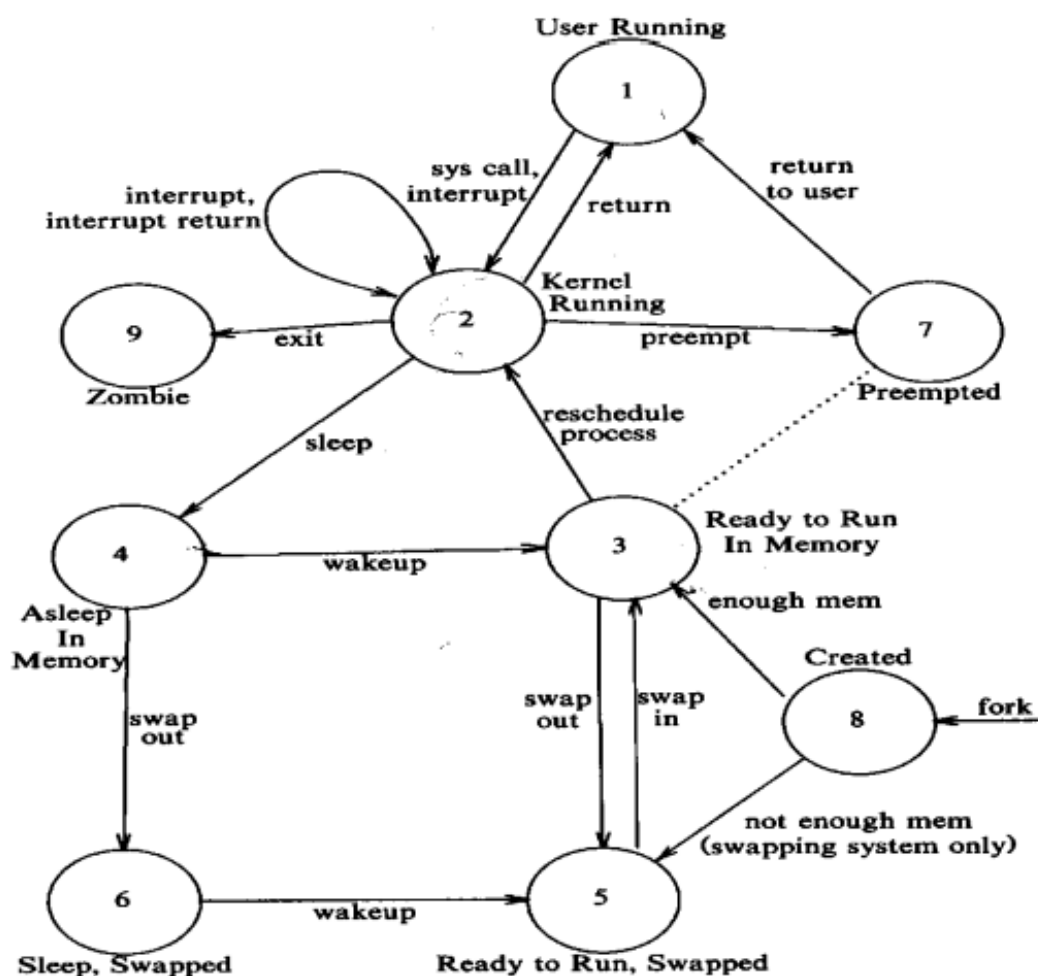 User Running
1
sys call,
interrupt
return
return
to user
interrupt,
interrupt return
Kernel
Running
2
9
exit
Zombie
preempt
7
Preempted
sleep
reschedule
process
4
Asleep
In
Memory
wakeup
3
Ready to Run
In Memory
enough mem
Created
8
fork
swap
out
swap
out
swap
in
not enough mem
(swapping system only)
6
Sleep, Swapped
wakeup
5
Ready to Run, Swapped